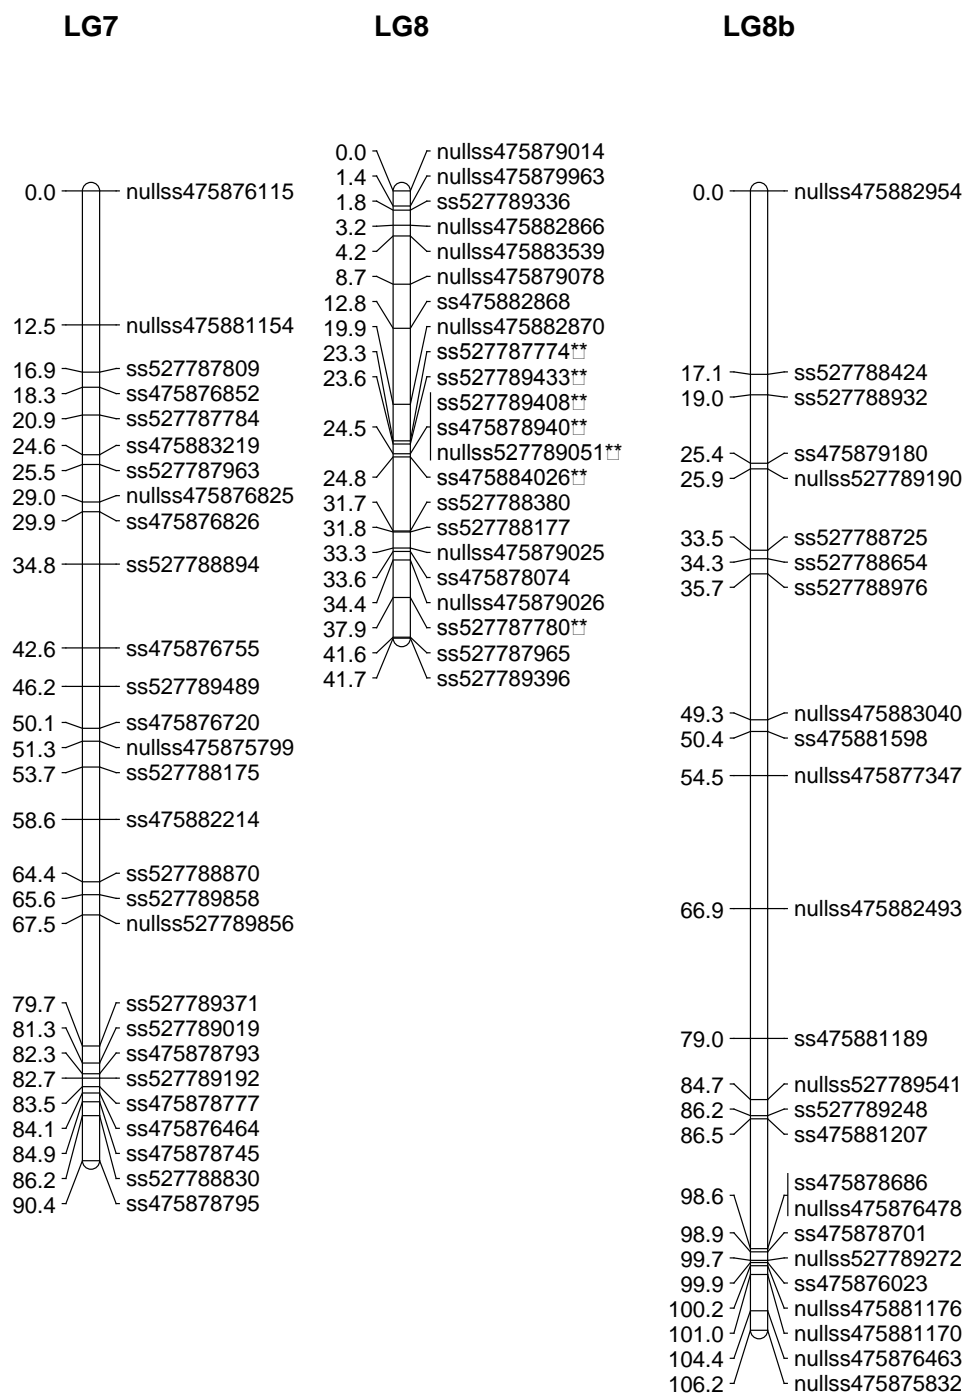 LG7
0.0 nullss475876115
12.5 nullss475881154
16.9 ss527787809
18.3 ss475876852
20.9 ss527787784
24.6 ss475883219
25.5 ss527787963
29.0 nullss475876825
29.9 ss475876826
34.8 ss527788894
42.6 ss475876755
46.2 ss527789489
50.1 ss475876720
51.3 nullss475875799
53.7 ss527788175
58.6 ss475882214
64.4 ss527788870
65.6 ss527789858
67.5 nullss527789856
79.7 ss527789371
81.3 ss527789019
82.3 ss475878793
82.7 ss527789192
83.5 ss475878777
84.1 ss475876464
84.9 ss475878745
86.2 ss527788830
90.4 ss475878795
LG8
0.0 nullss475879014
1.4 nullss475879963
1.8 ss527789336
3.2 nullss475882866
4.2 nullss475883539
8.7 nullss475879078
12.8 ss475882868
19.9 nullss475882870
23.3 ss527787774**
23.6 ss527789433**
ss527789408**
24.5 ss475878940**
nullss527789051**
24.8 ss475884026**
31.7 ss527788380
31.8 ss527788177
33.3 nullss475879025
33.6 ss475878074
34.4 nullss475879026
37.9 ss527787780**
41.6 ss527787965
41.7 ss527789396
LG8b
0.0 nullss475882954
17.1 ss527788424
19.0 ss527788932
25.4 ss475879180
25.9 nullss527789190
33.5 ss527788725
34.3 ss527788654
35.7 ss527788976
49.3 nullss475883040
50.4 ss475881598
54.5 nullss475877347
66.9 nullss475882493
79.0 ss475881189
84.7 nullss527789541
86.2 ss527789248
86.5 ss475881207
98.6 ss475878686
nullss475876478
98.9 ss475878701
99.7 nullss527789272
99.9 ss475876023
100.2 nullss475881176
101.0 nullss475881170
104.4 nullss475876463
106.2 nullss475875832